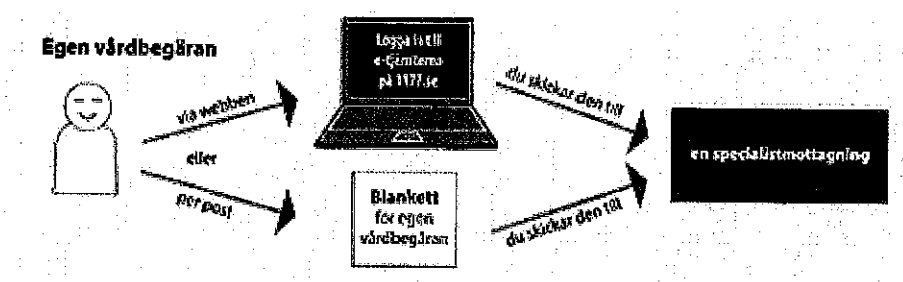 Egen vårdbegäran
via webben
eller
per post
Logga in till
e-tjänsterna
på 1177.se
Blankett
för egen
vårdbegäran
du skickar den till
du skickar den till
en specialistmottagning